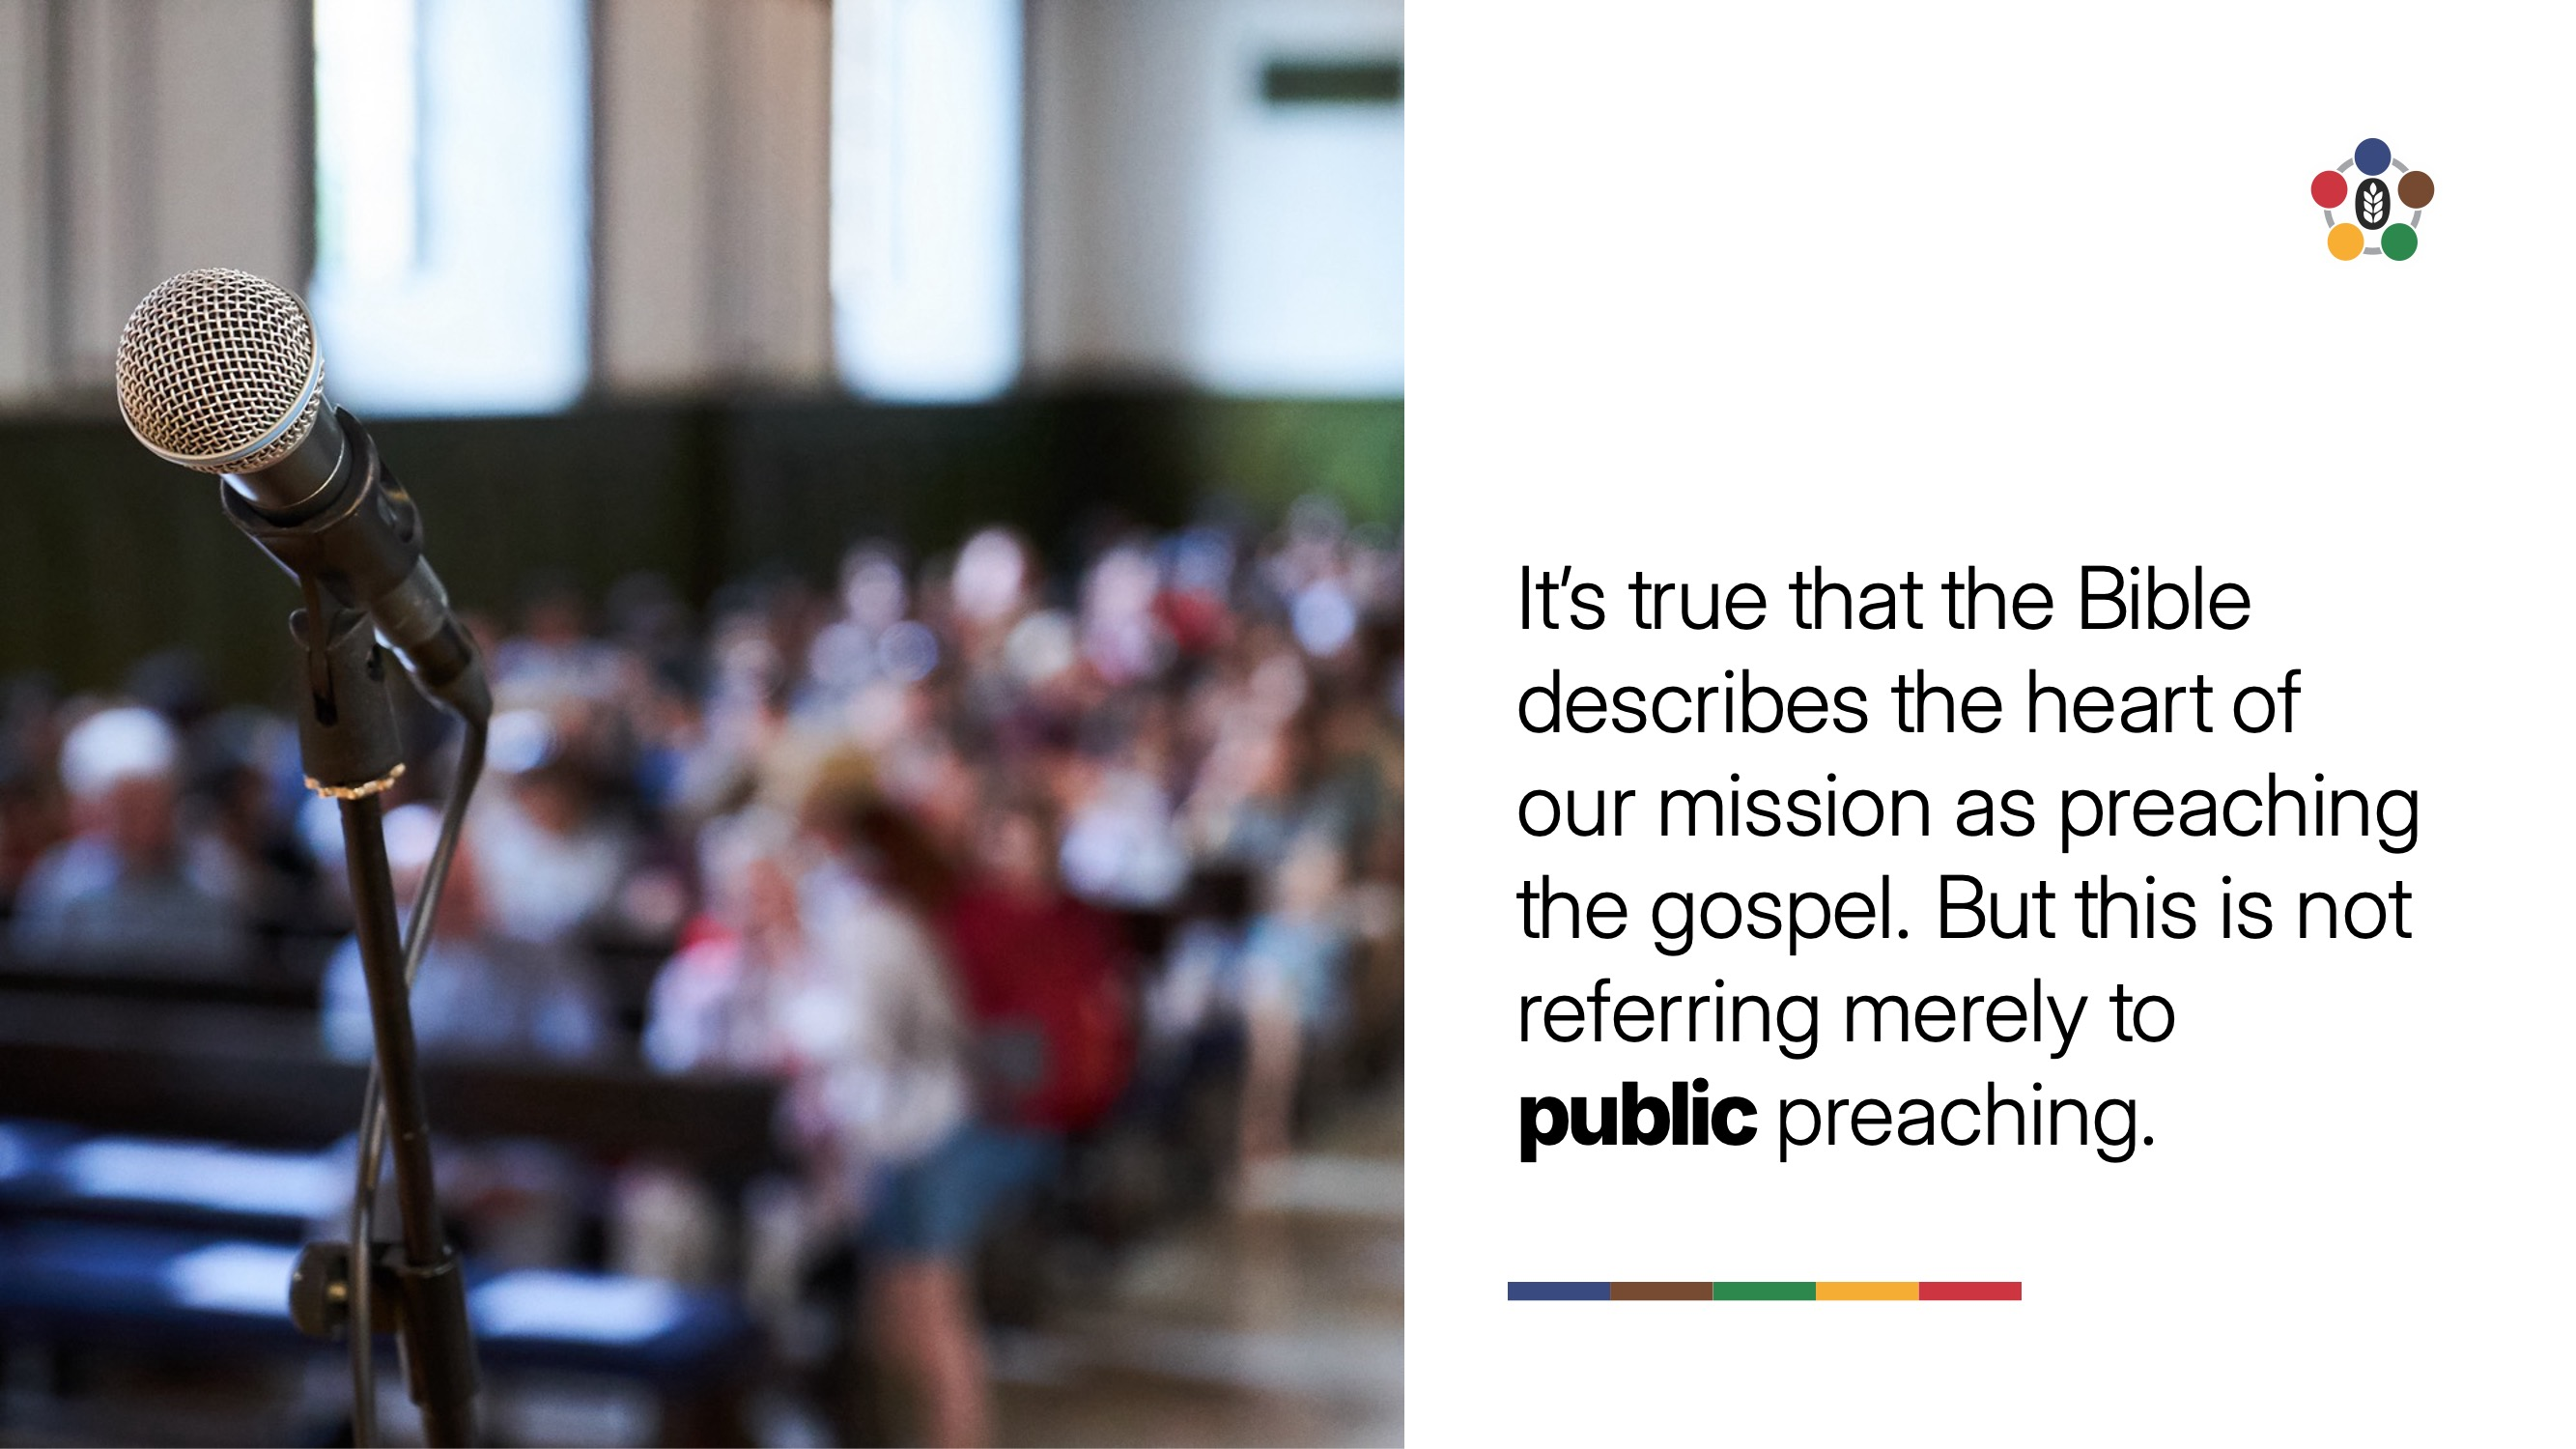 It’s true that the Bible
describes the heart of
our mission as preaching
the gospel. But this is not
referring merely to
public preaching.